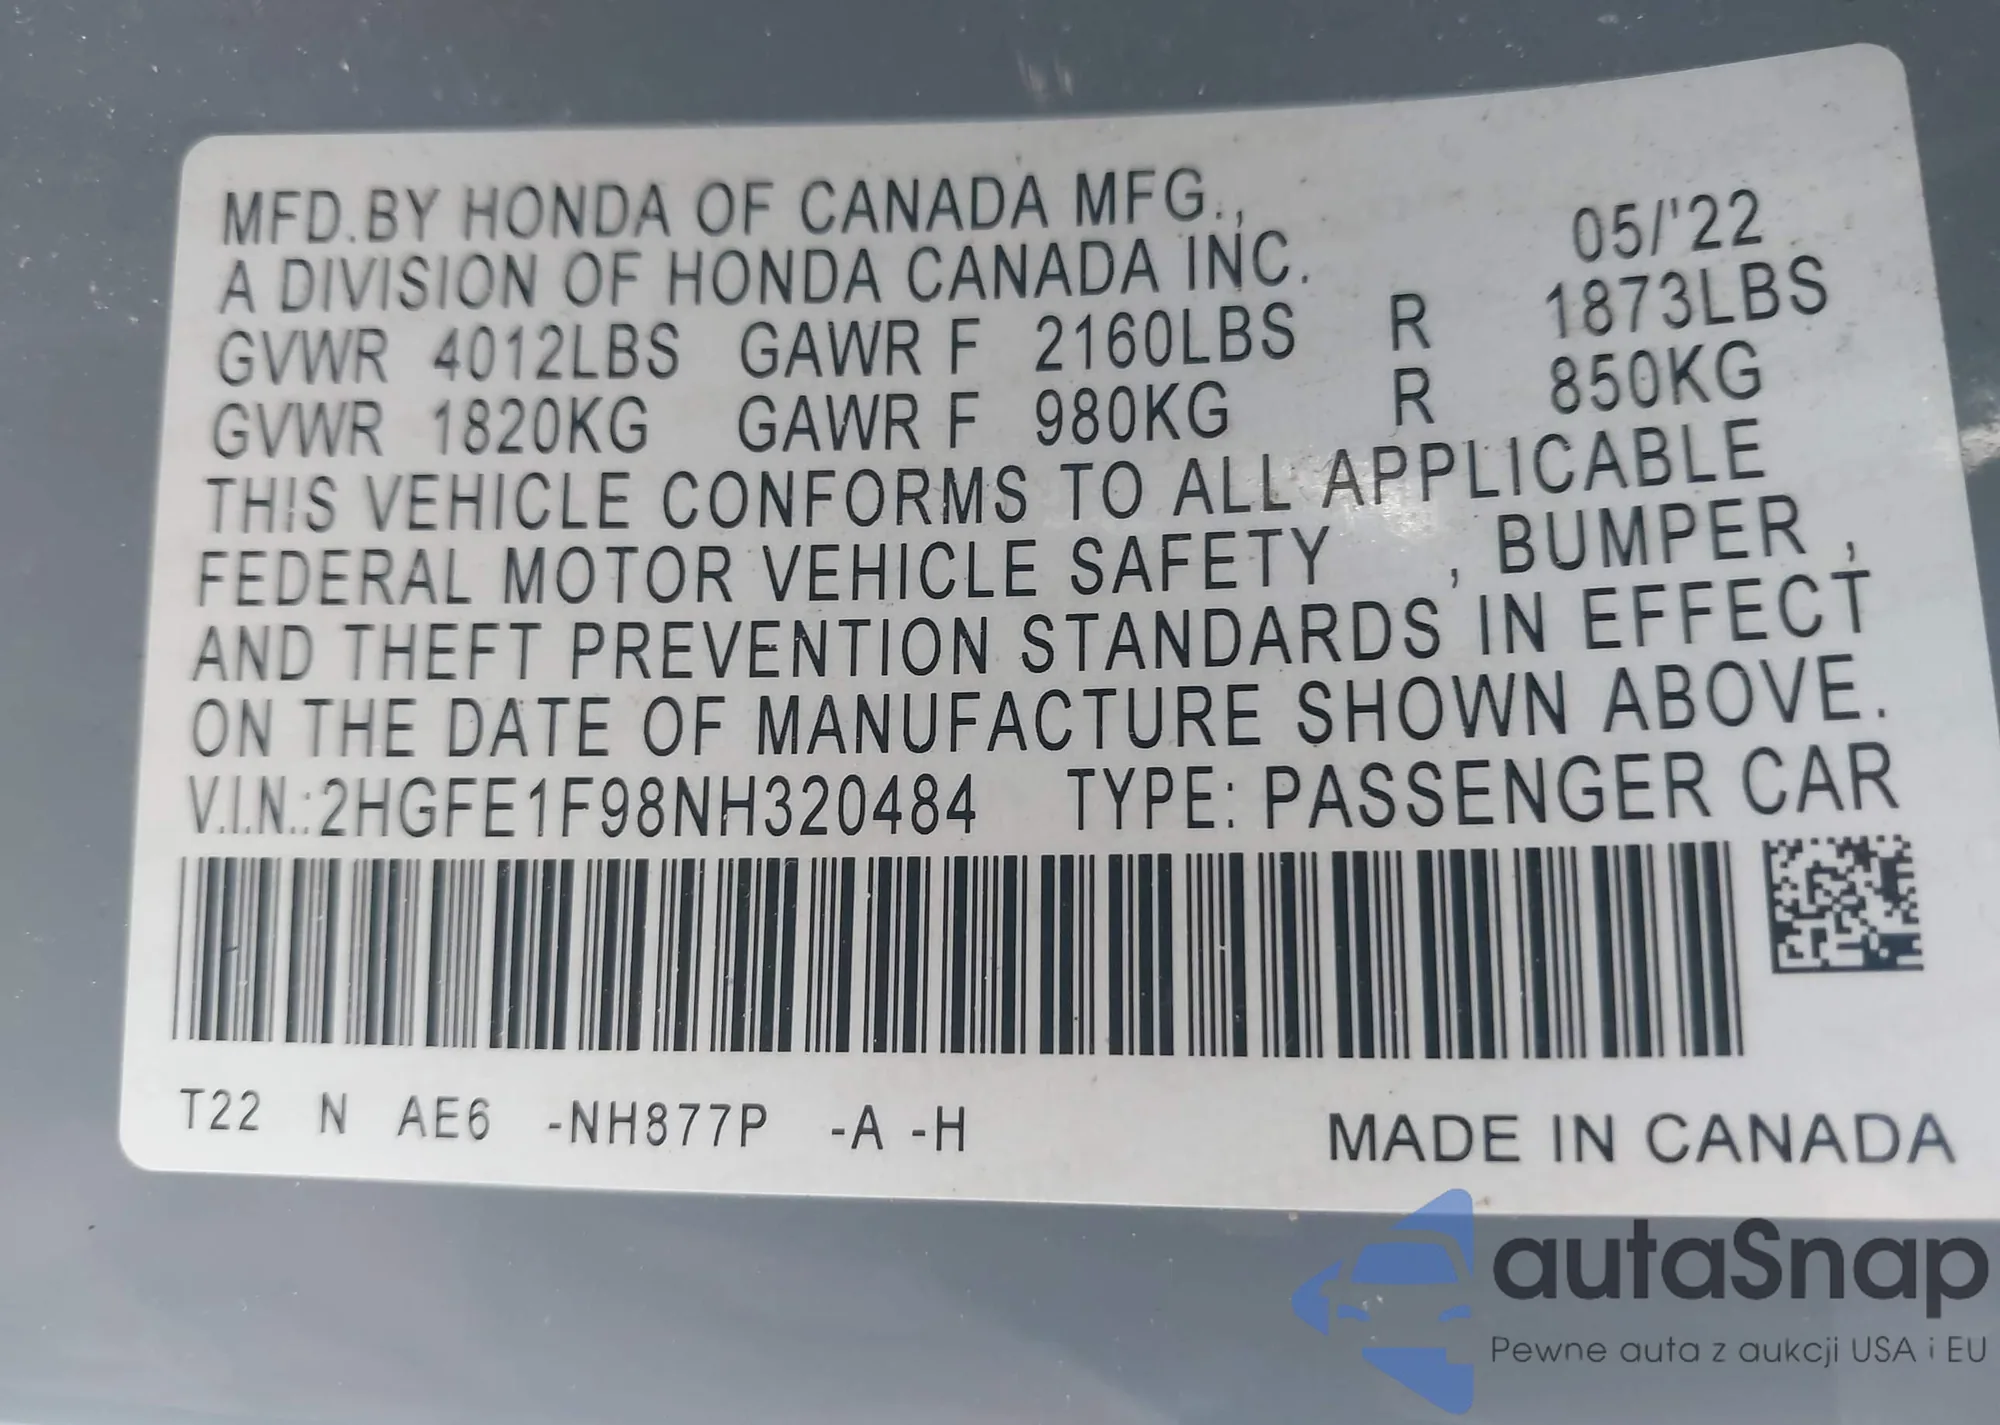 MFD.BY HONDA OF CANADA MFG., 05/'22
A DIVISION OF HONDA CANADA INC.
GVWR 4012LBS GAWR F 2160LBS R 1873LBS
GVWR 1820KG GAWR F 980KG R 850KG
THIS VEHICLE CONFORMS TO ALL APPLICABLE
FEDERAL MOTOR VEHICLE SAFETY , BUMPER ,
AND THEFT PREVENTION STANDARDS IN EFFECT
ON THE DATE OF MANUFACTURE SHOWN ABOVE.
V.I.N.:2HGFE1F98NH320484 TYPE: PASSENGER CAR
T22 N AE6 -NH877P -A -H MADE IN CANADA
autaSnap
Pewne auta z aukcji USA i EU